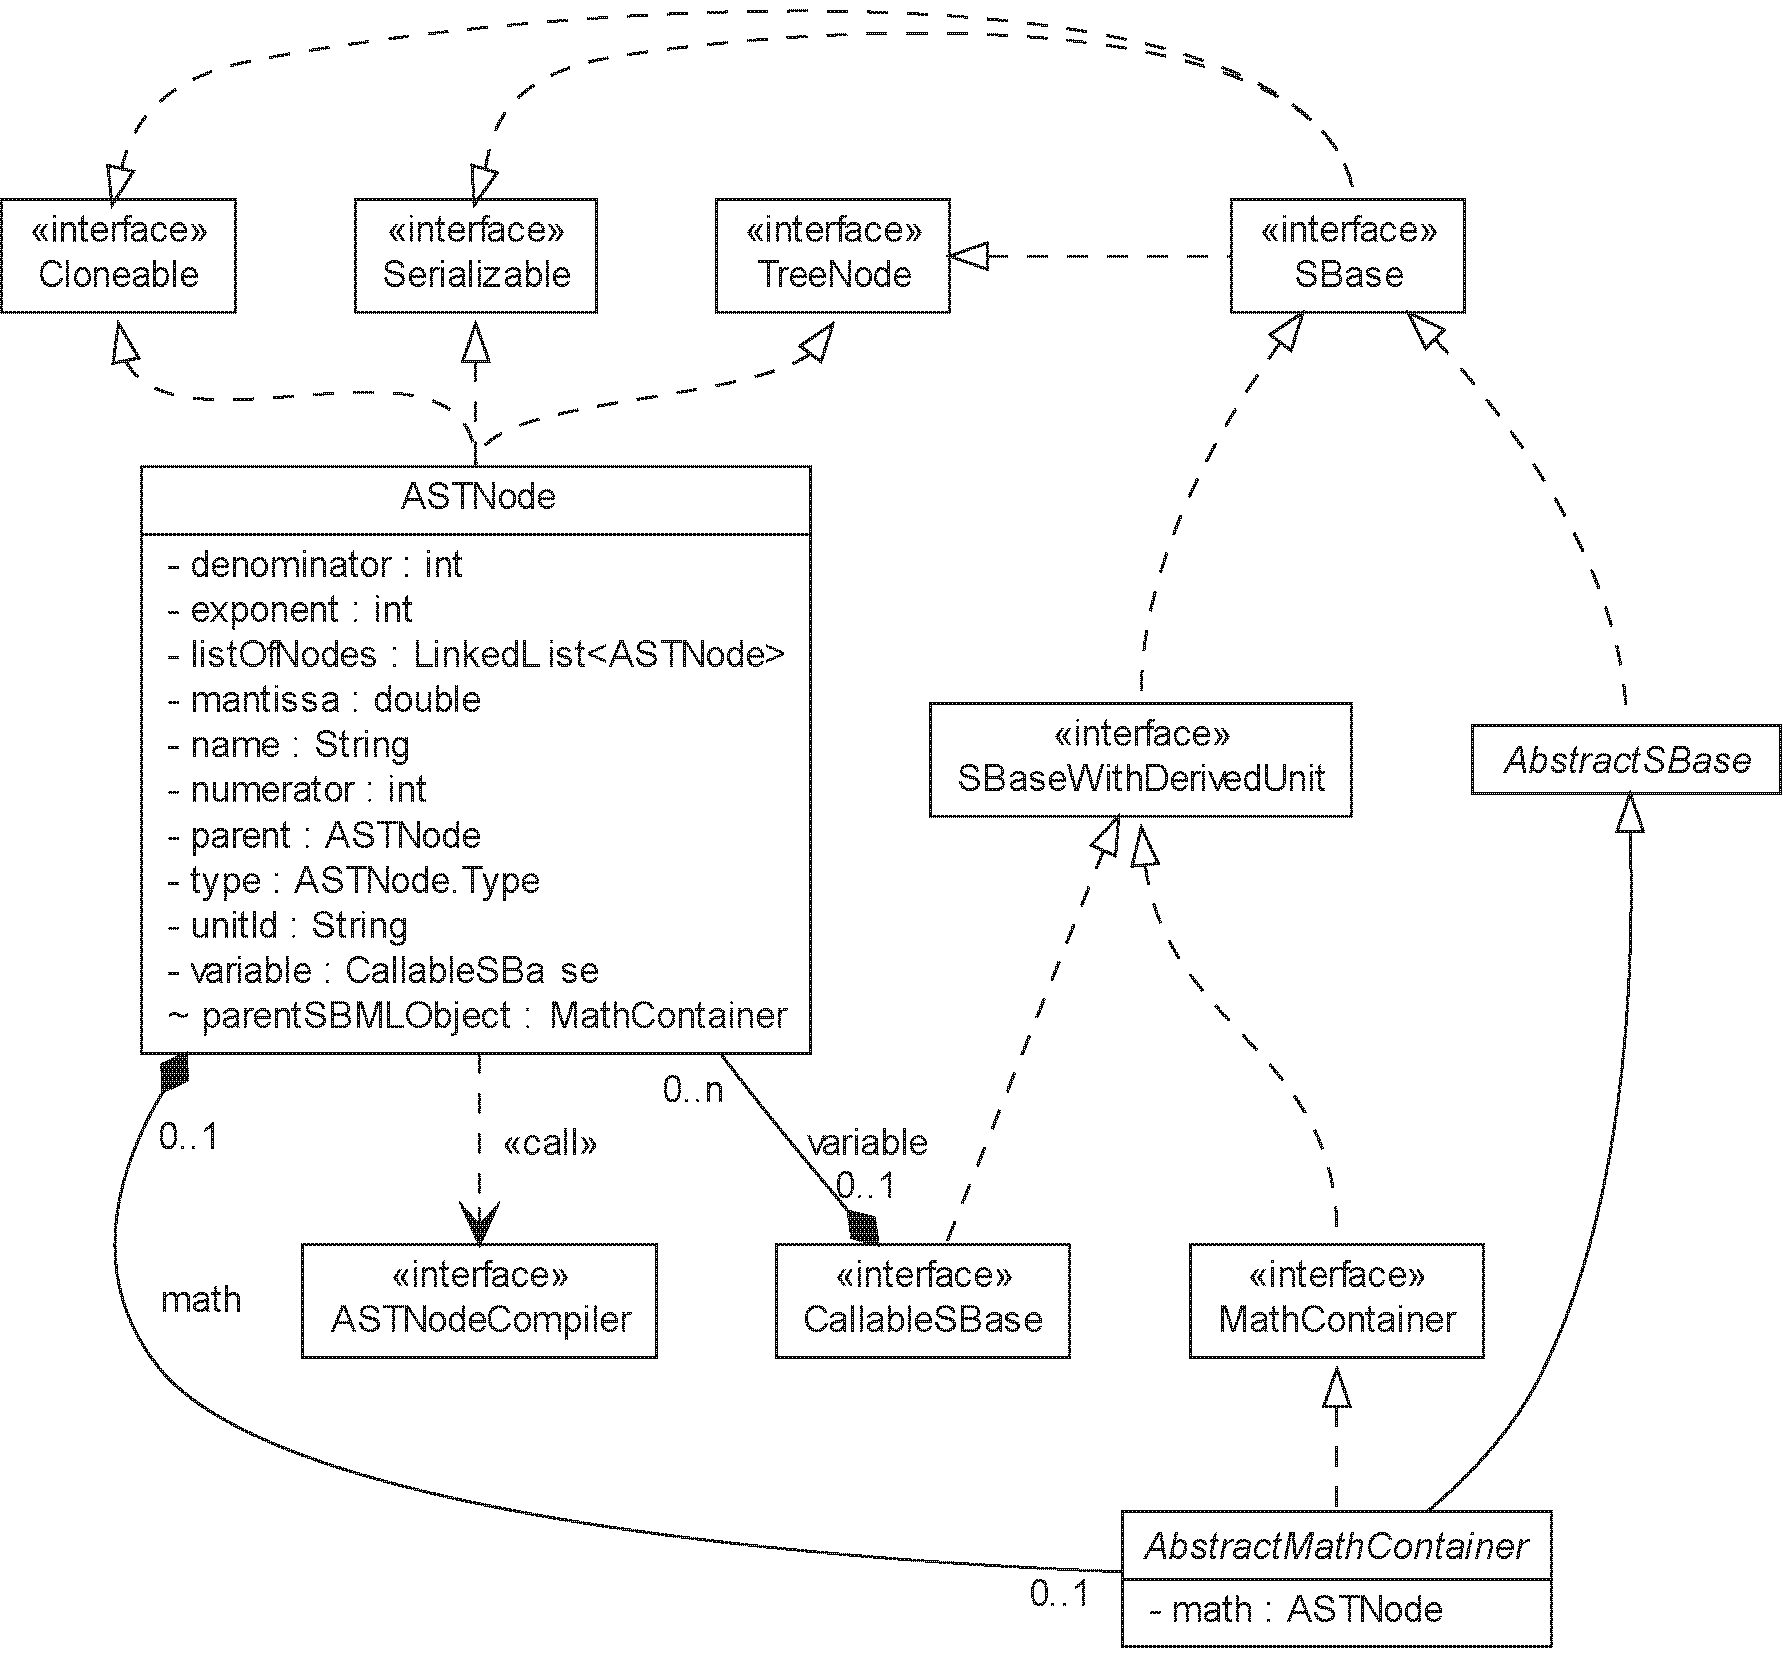 «interface»
Cloneable
«interface»
Serializable
«interface»
TreeNode
«interface»
SBase
ASTNode
- denominator : int
- exponent : int
- listOfNodes : LinkedList<ASTNode>
- mantissa : double
- name : String
- numerator : int
- parent : ASTNode
- type : ASTNode.Type
- unitId : String
- variable : CallableSBa se
~ parentSBMLObject : MathContainer
«interface»
SBaseWithDerivedUnit
AbstractSBase
0..1
«call»
0..n
variable
0..1
math
«interface»
ASTNodeCompiler
«interface»
CallableSBase
«interface»
MathContainer
0..1
AbstractMathContainer
- math : ASTNode